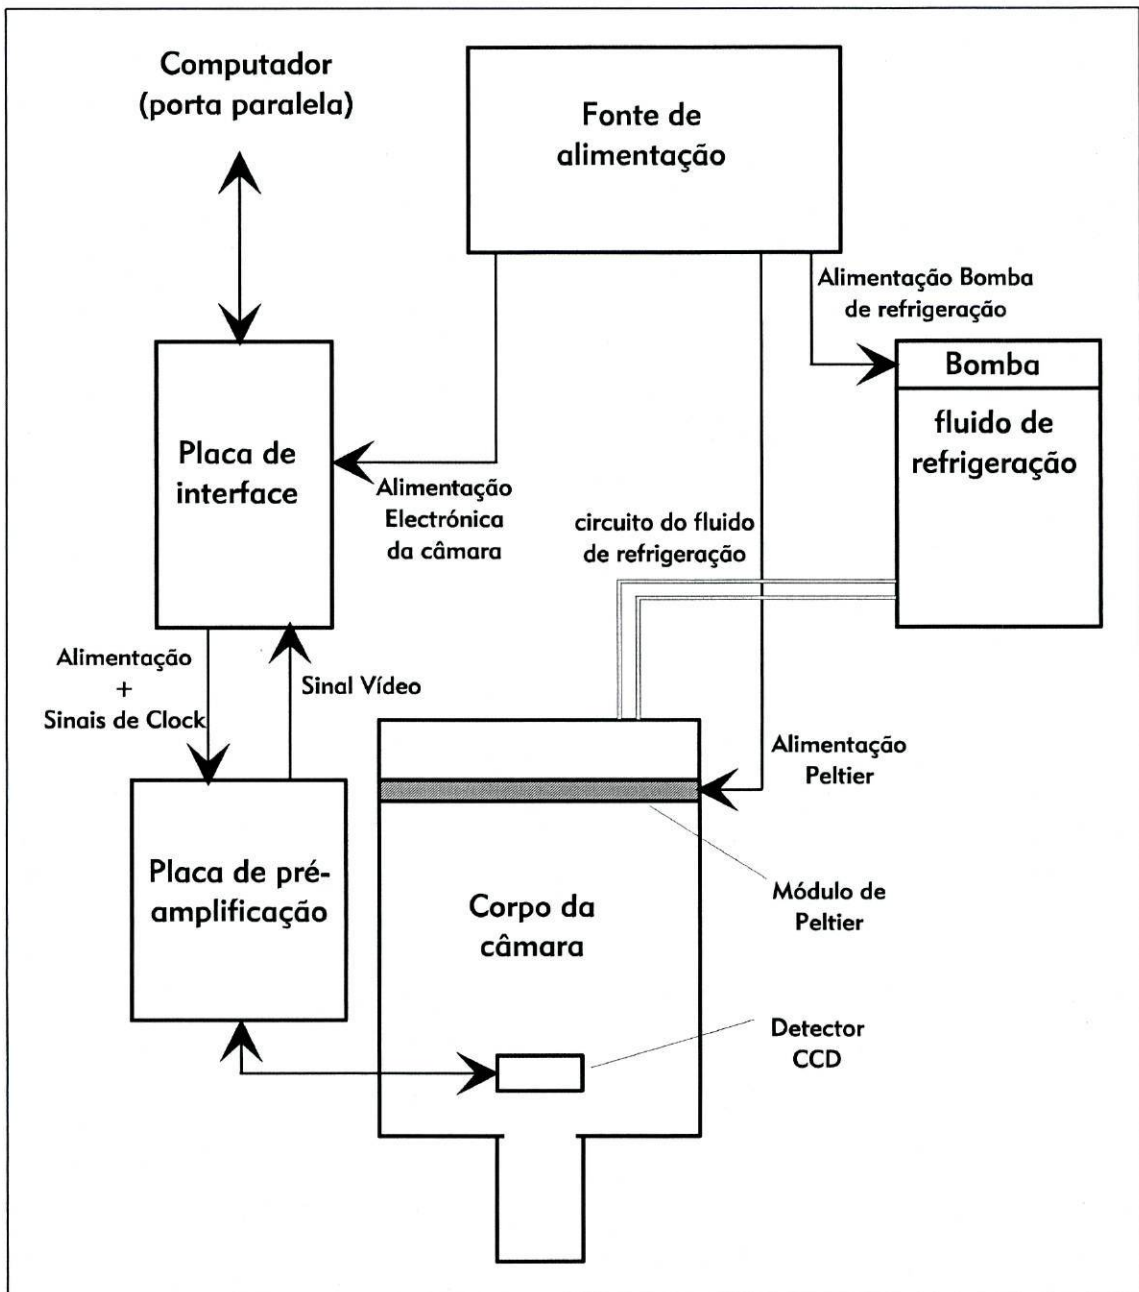 Computador
(porta paralela)
Fonte de
alimentação
Alimentação Bomba
de refrigeração
Bomba
fluido de
refrigeração
Placa de
interface
Alimentação
Electrónica
da câmara
circuito do fluido
de refrigeração
Alimentação
+
Sinais de Clock
Sinal Vídeo
Alimentação
Peltier
Placa de pré-
amplificação
Corpo da
câmara
Módulo de
Peltier
Detector
CCD